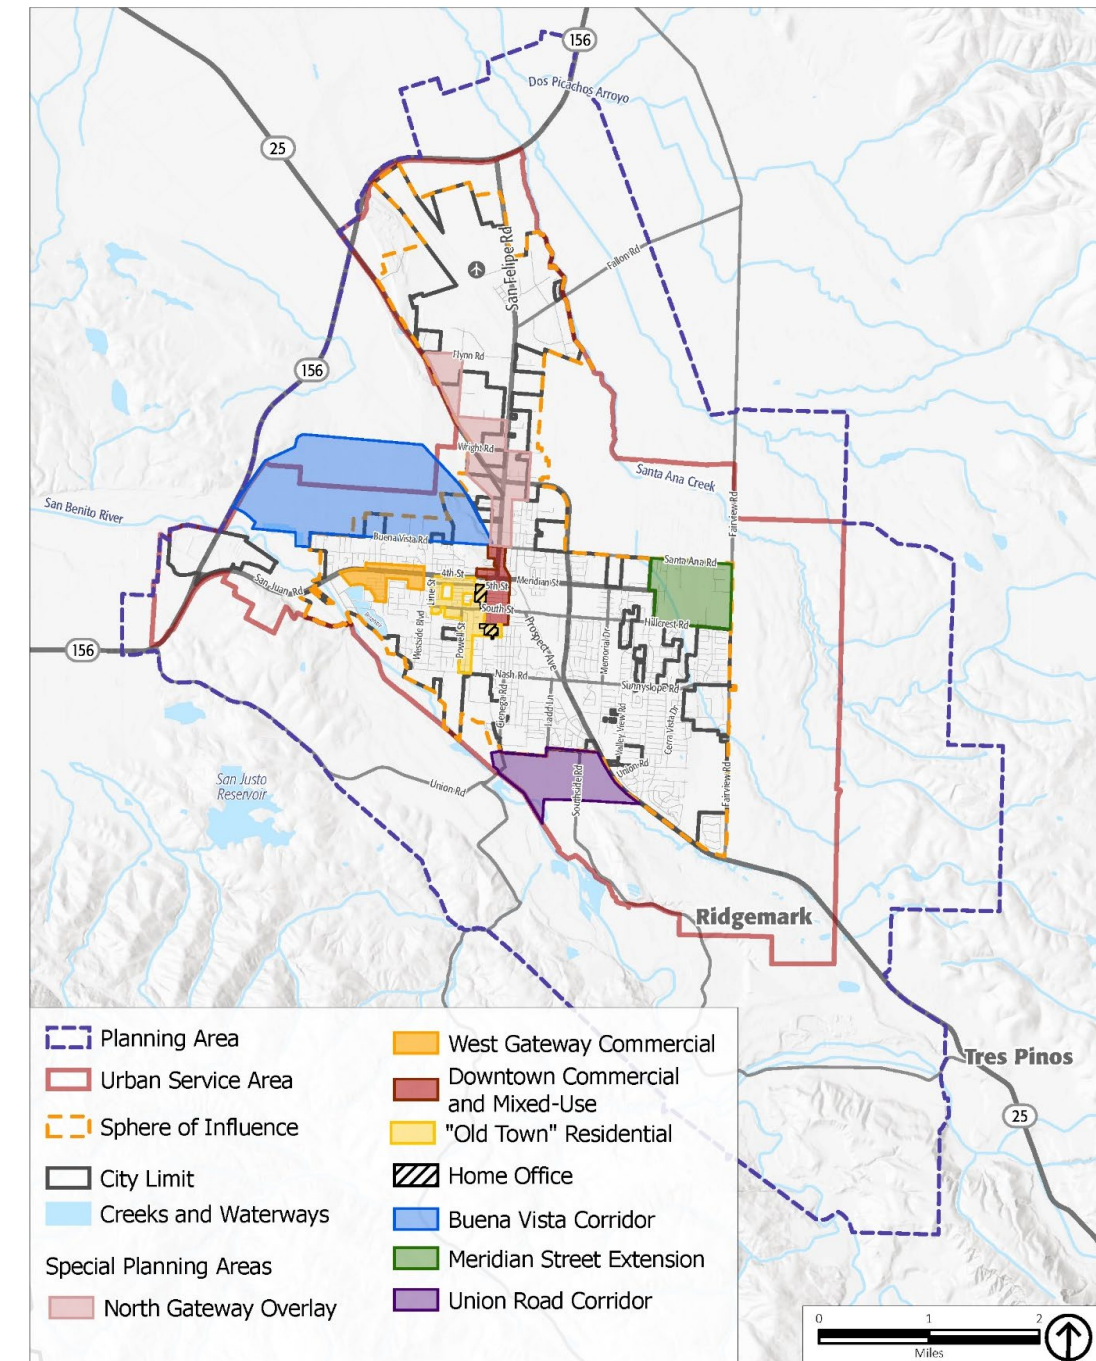 156
Dos Picachos Arroyo
25
San Felipe Rd
Fallon Rd
Flynn Rd
156
Wright Rd
Santa Ana Creek
San Benito River
Fairview Rd
Buena Vista Rd
Santa Ana Rd
4th St
Meridian St
San Juan Rd
Line St
5th St
South St
Hillcrest Rd
Westside Blvd
Powell St
Prospect Ave
Memorial Dr
156
Nash Rd
Sunnyslope Rd
Cienega Rd
Ladd Ln
Valley View Rd
Cerra Vista Dr
Union Rd
Southside Rd
Union Rd
Fairview Rd
San Justo
Reservoir
Ridgemark
Tres Pinos
25
Planning Area
Urban Service Area
Sphere of Influence
City Limit
Creeks and Waterways
Special Planning Areas
North Gateway Overlay
West Gateway Commercial
Downtown Commercial
and Mixed-Use
"Old Town" Residential
Home Office
Buena Vista Corridor
Meridian Street Extension
Union Road Corridor
0 1 2
Miles